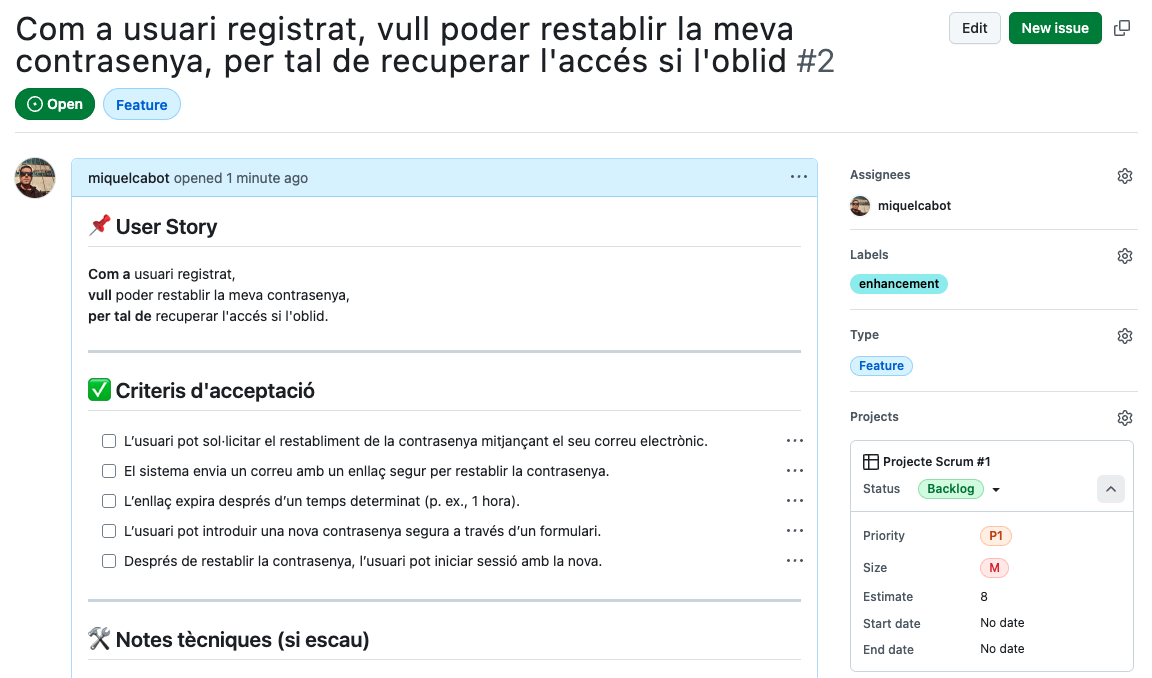 Com a usuari registrat, vull poder restablir la meva
contrasenya, per tal de recuperar l'accés si l'oblid #2
Edit
New issue
Open
Feature
miquelcabot opened 1 minute ago
User Story
Com a usuari registrat,
vull poder restablir la meva contrasenya,
per tal de recuperar l'accés si l'oblid.
Criteris d'acceptació
L’usuari pot sol·licitar el restabliment de la contrasenya mitjançant el seu correu electrònic.
El sistema envia un correu amb un enllaç segur per restablir la contrasenya.
L’enllaç expira després d’un temps determinat (p. ex., 1 hora).
L’usuari pot introduir una nova contrasenya segura a través d’un formulari.
Després de restablir la contrasenya, l’usuari pot iniciar sessió amb la nova.
Notes tècniques (si escau)
Assignees
miquelcabot
Labels
enhancement
Type
Feature
Projects
Projecte Scrum #1
Status Backlog
Priority P1
Size M
Estimate 8
Start date No date
End date No date